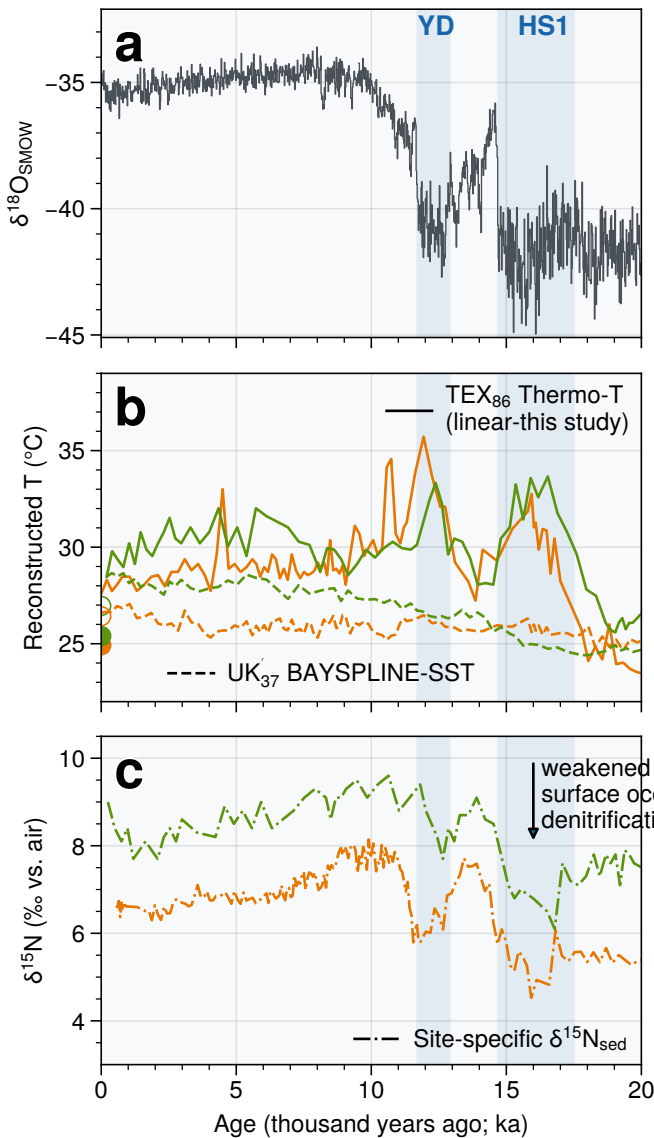 a
YD
HS1
−35
−40
−45
δ18OSMOW
b
TEX86 Thermo-T
(linear-this study)
35
30
25
Reconstructed T (°C)
UK′37 BAYSPLINE-SST
c
10
8
6
4
δ15N (‰ vs. air)
weakened
surface oce
denitrificati
Site-specific δ15Nsed
0 5 10 15 20
Age (thousand years ago; ka)